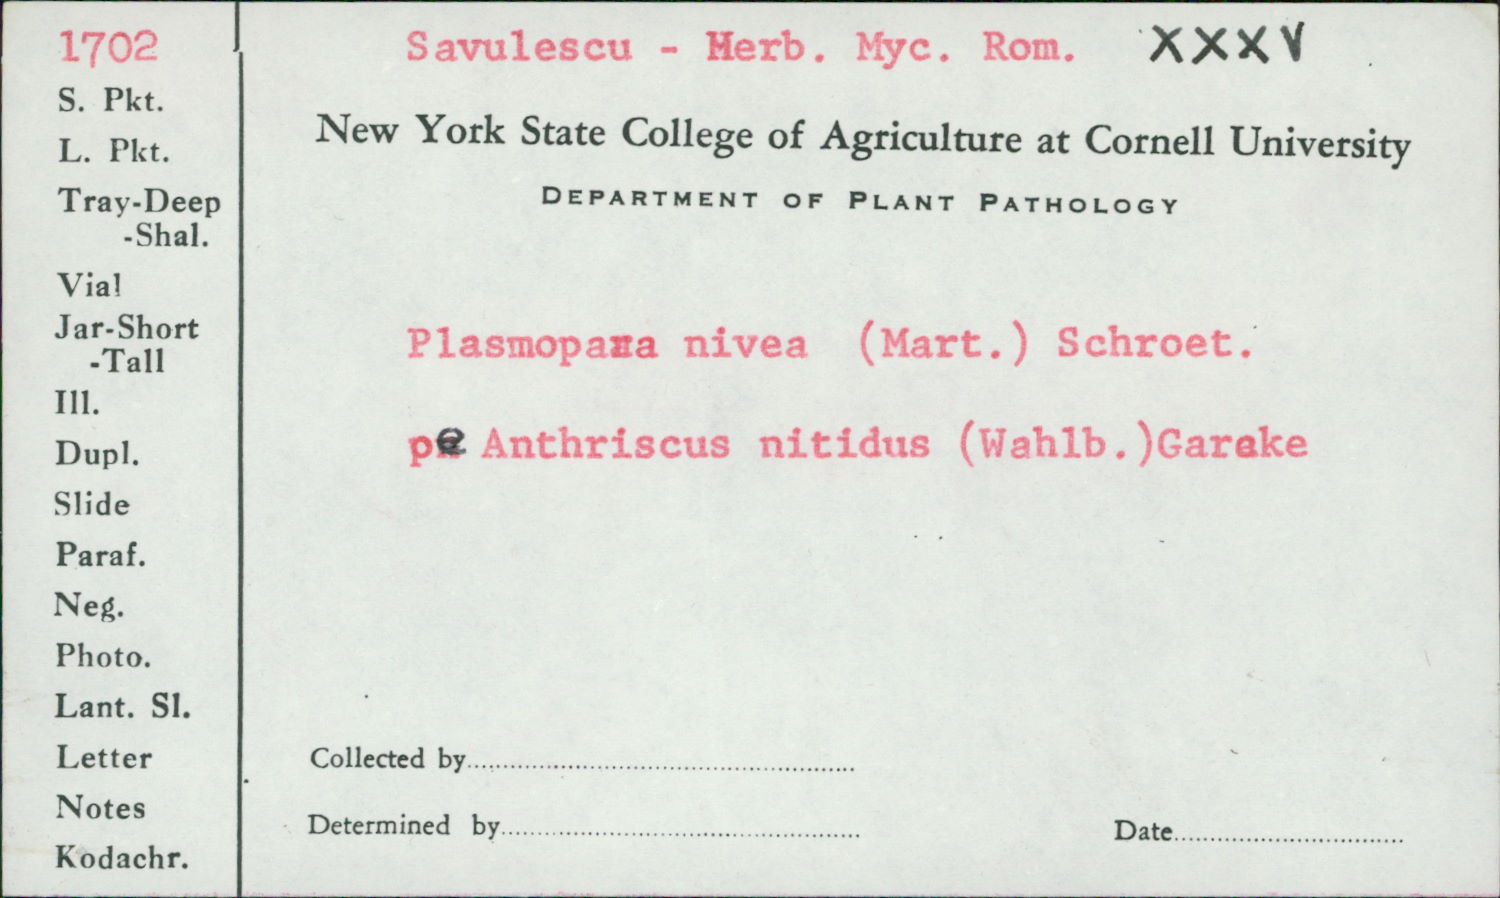 1702
Savulescu - Herb. Myc. Rom. XXXV
S. Pkt.
L. Pkt.
Tray-Deep
-Shal.
Vial
Jar-Short
-Tall
Ill.
Dupl.
Slide
Paraf.
Neg.
Photo.
Lant. Sl.
Letter
Notes
Kodachr.
New York State College of Agriculture at Cornell University
DEPARTMENT OF PLANT PATHOLOGY
Plasmopara nivea (Mart.) Schroet.
Anthriscus nitidus (Wahlb.)Garcke
Collected by
Determined by
Date